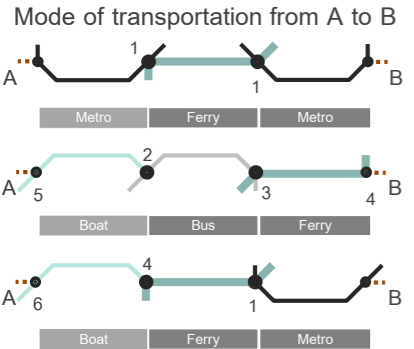 Mode of transportation from A to B
1
A
1
B
Metro Ferry Metro
2
A
5
3
4
B
Boat Bus Ferry
4
A
6
1
B
Boat Ferry Metro